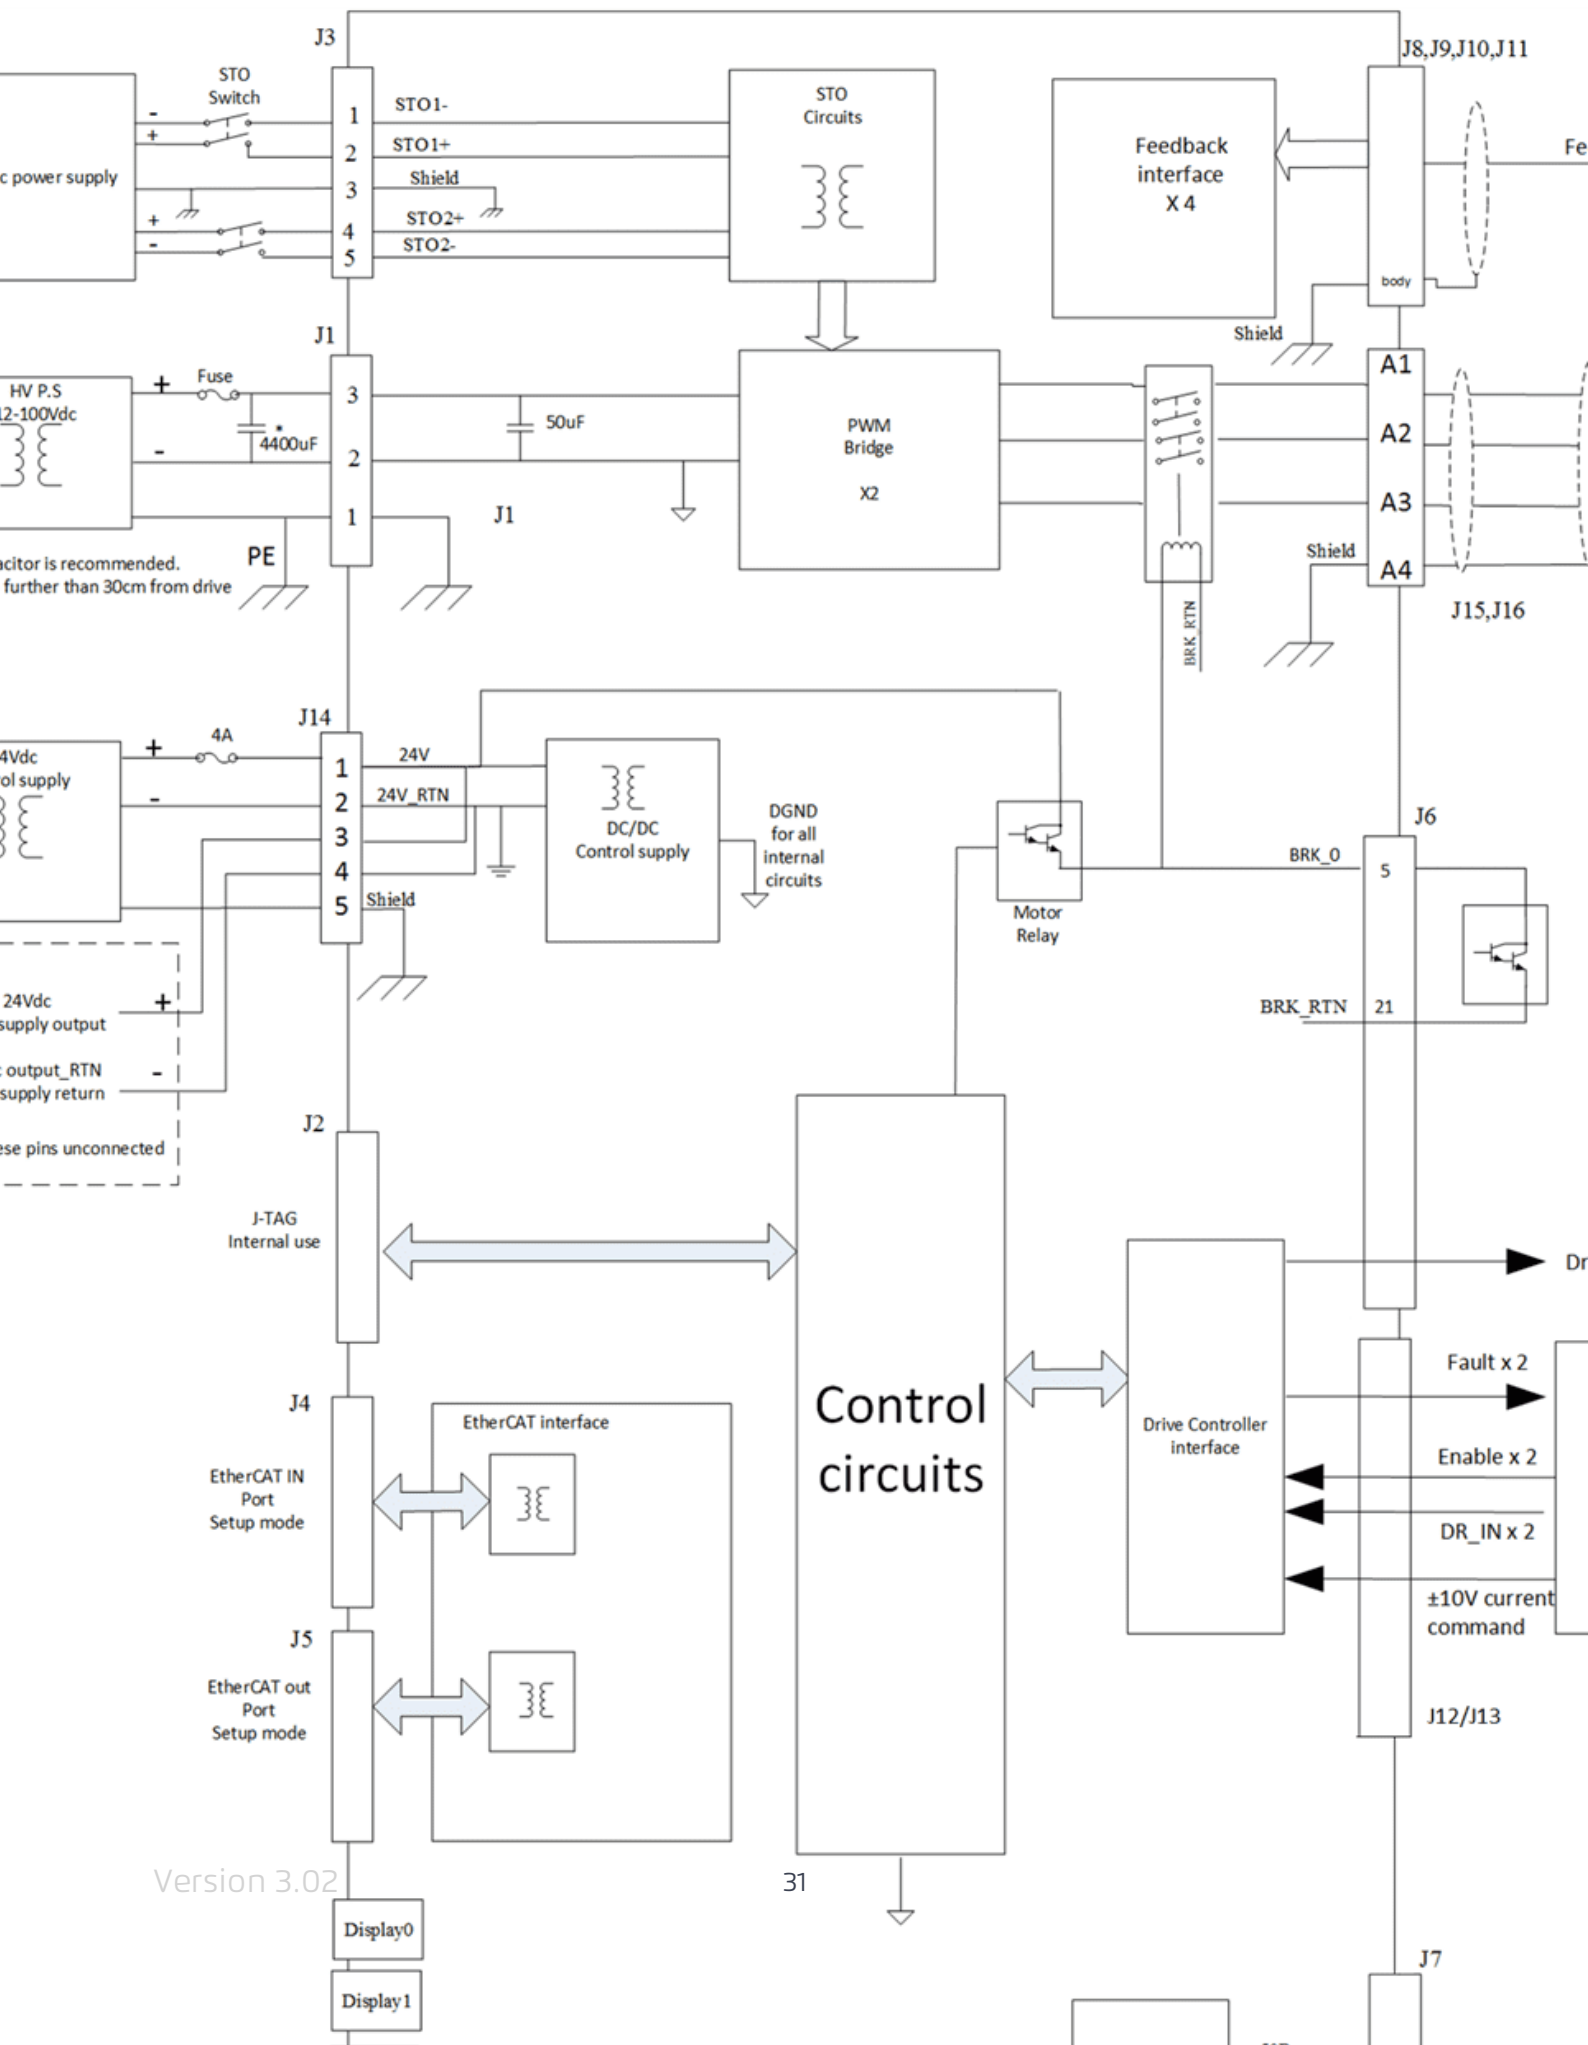 J3
J8,J9,J10,J11
STO
Switch
-
+
1
STO1-
2
STO1+
c power supply
3
Shield
+
4
STO2+
-
5
STO2-
STO
Circuits
Feedback
interface
X 4
Fe
body
Shield
J1
HV P.S
12-100Vdc
+
Fuse
*
4400uF
-
3
2
1
50uF
J1
PE
acitor is recommended.
further than 30cm from drive
PWM
Bridge
X2
A1
A2
A3
Shield
A4
J15,J16
BRK_RTN
J14
4Vdc
ol supply
+
4A
-
1
24V
2
24V_RTN
3
4
5
Shield
DC/DC
Control supply
DGND
for all
internal
circuits
Motor
Relay
J6
BRK_0
5
BRK_RTN
21
24Vdc
supply output
+
output_RTN
supply return
-
ese pins unconnected
J2
J-TAG
Internal use
J4
EtherCAT IN
Port
Setup mode
EtherCAT interface
J5
EtherCAT out
Port
Setup mode
Control
circuits
Drive Controller
interface
Dr
Fault x 2
Enable x 2
DR_IN x 2
±10V current
command
J12/J13
Version 3.02
31
Display0
Display1
J7